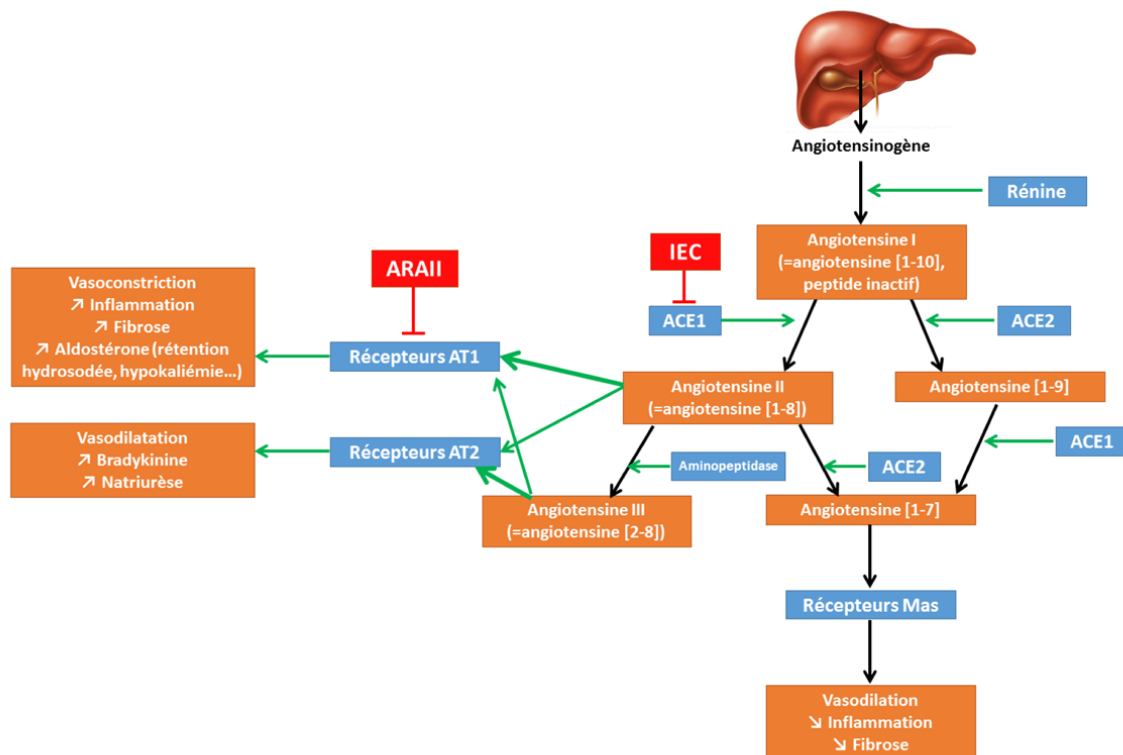 Angiotensinogène
Rénine
Angiotensine I
(=angiotensine [1-10],
peptide inactif)
IEC
ARAII
Vasoconstriction
↗ Inflammation
↗ Fibrose
↗ Aldostérone (rétention
hydrosodée, hypokaliémie...)
Récepteurs AT1
ACE1
ACE2
Angiotensine II
(=angiotensine [1-8])
Angiotensine [1-9]
Vasodilatation
↗ Bradykinine
↗ Natriurèse
Récepteurs AT2
Aminopeptidase
ACE2
ACE1
Angiotensine III
(=angiotensine [2-8])
Angiotensine [1-7]
Récepteurs Mas
Vasodilation
↘ Inflammation
↘ Fibrose